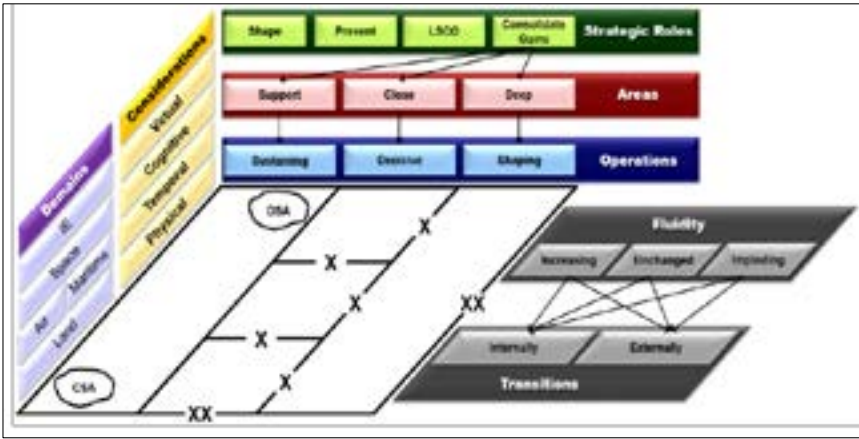 Shape
Prevent
LSCO
Consolidate
Gains
Strategic Roles
Support
Close
Deep
Areas
Sustaining
Decisive
Shaping
Operations
Considerations
Virtual
Cognitive
Temporal
Physical
Domains
IE
Space
Air
Maritime
Land
DSA
X
X
X
X
X
XX
XX
CSA
Fluidity
Increasing
Unchanged
Impeding
Internally
Externally
Transitions